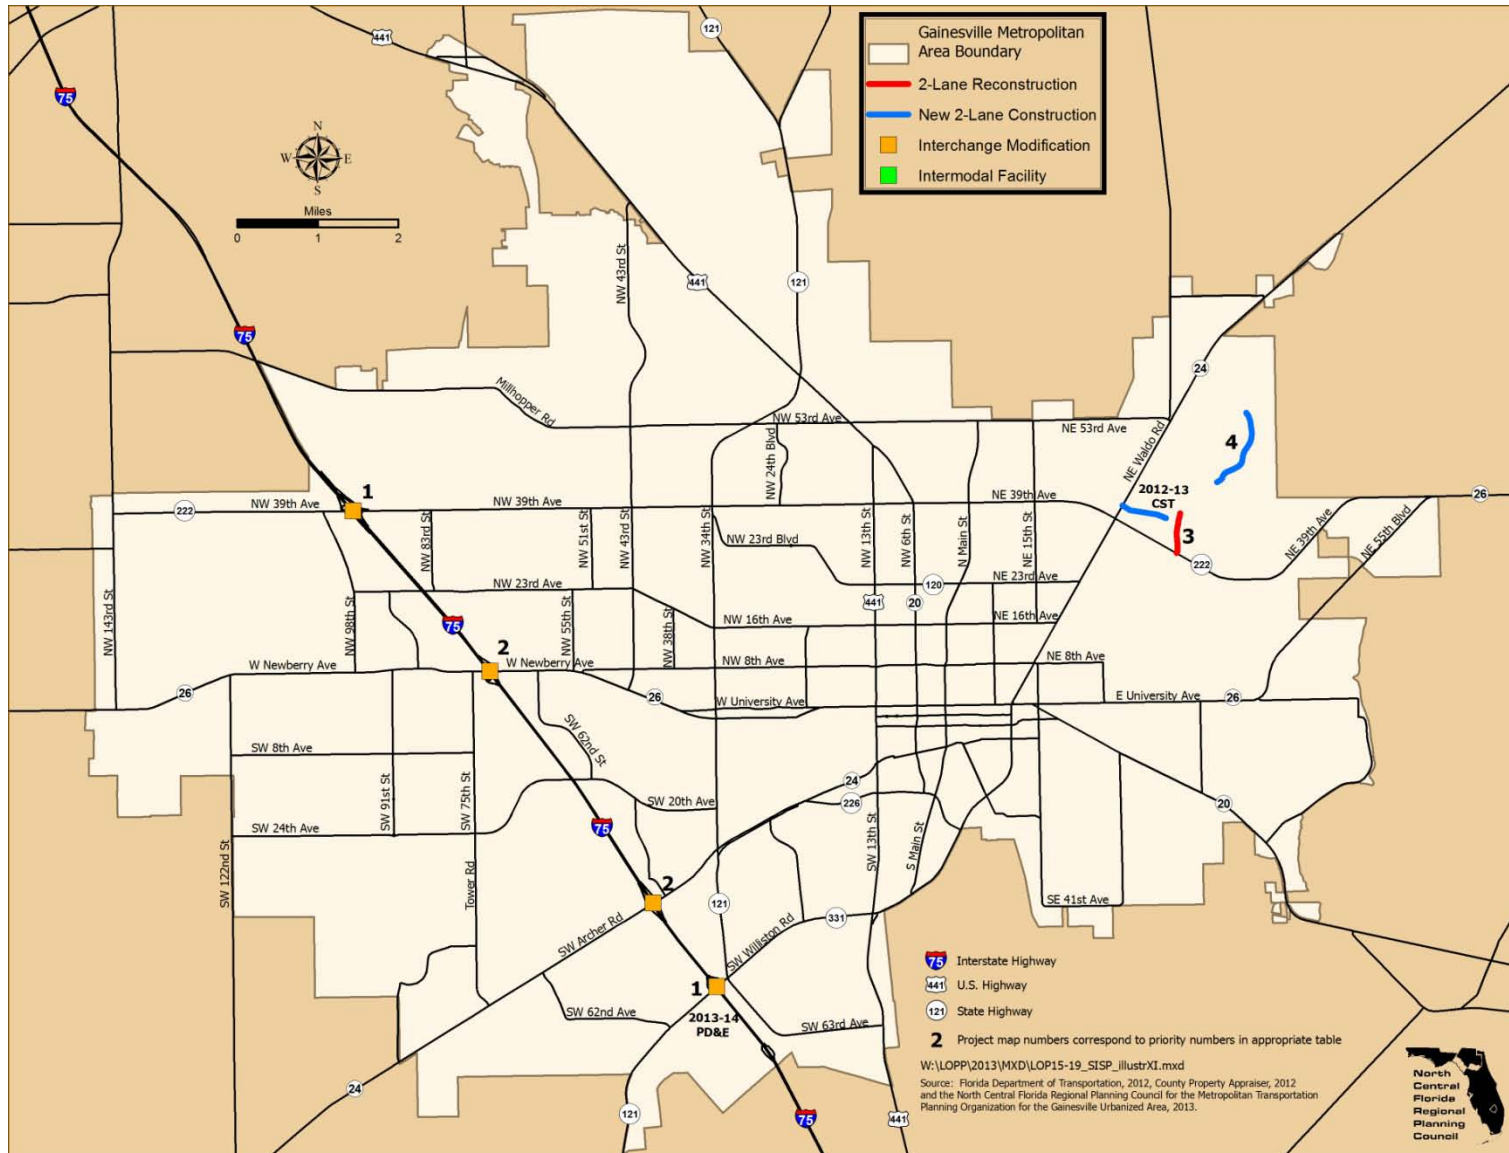 441
121
75
Gainesville Metropolitan
Area Boundary
2-Lane Reconstruction
New 2-Lane Construction
Interchange Modification
Intermodal Facility
N
W E
S
Miles
0 1 2
NW 43rd St
441
121
75
24
Millhopper Rd
NW 53rd Ave
NE 53rd Ave
NW 24th Blvd
NE Waldo Rd
4
2012-13
CST
26
1
222
NW 39th Ave
NW 39th Ave
NE 39th Ave
3
222
NE 39th Ave
NE 55th Blvd
NW 83rd St
NW 51st St
NW 43rd St
NW 34th St
NW 23rd Blvd
NW 13th St
NW 6th St
N Main St
NE 15th St
NW 23rd Ave
120
NE 23rd Ave
NW 143rd St
NW 98th St
75
NW 55th St
NW 38th St
NW 16th Ave
441
20
NE 16th Ave
2
W Newberry Ave
W Newberry Ave
NW 8th Ave
NE 8th Ave
26
26
W University Ave
E University Ave
26
SW 62nd St
SW 8th Ave
SW 91st St
SW 75th St
24
SW 20th Ave
226
20
SW 24th Ave
75
SW 122nd St
Tower Rd
SW 13th St
S Main St
2
121
SW Archer Rd
SW Williston Rd
331
SE 41st Ave
1
2013-14
PD&E
SW 62nd Ave
SW 63rd Ave
24
121
75
441
75 Interstate Highway
441 U.S. Highway
121 State Highway
2 Project map numbers correspond to priority numbers in appropriate table
W:\LOPP\2013\MXD\LOP15-19_SISP_illustrXI.mxd
Source: Florida Department of Transportation, 2012, County Property Appraiser, 2012
and the North Central Florida Regional Planning Council for the Metropolitan Transportation
Planning Organization for the Gainesville Urbanized Area, 2013.
North
Central
Florida
Regional
Planning
Council